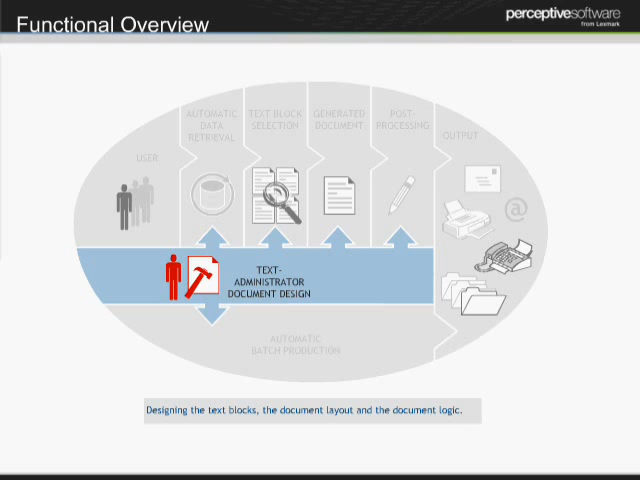 Functional Overview
perceptivesoftware
from Lexmark
AUTOMATIC
DATA
RETRIEVAL
TEXT BLOCK
SELECTION
GENERATED
DOCUMENT
POST-
PROCESSING
OUTPUT
USER
@
TEXT-
ADMINISTRATOR
DOCUMENT DESIGN
AUTOMATIC
BATCH PRODUCTION
Designing the text blocks, the document layout and the document logic.